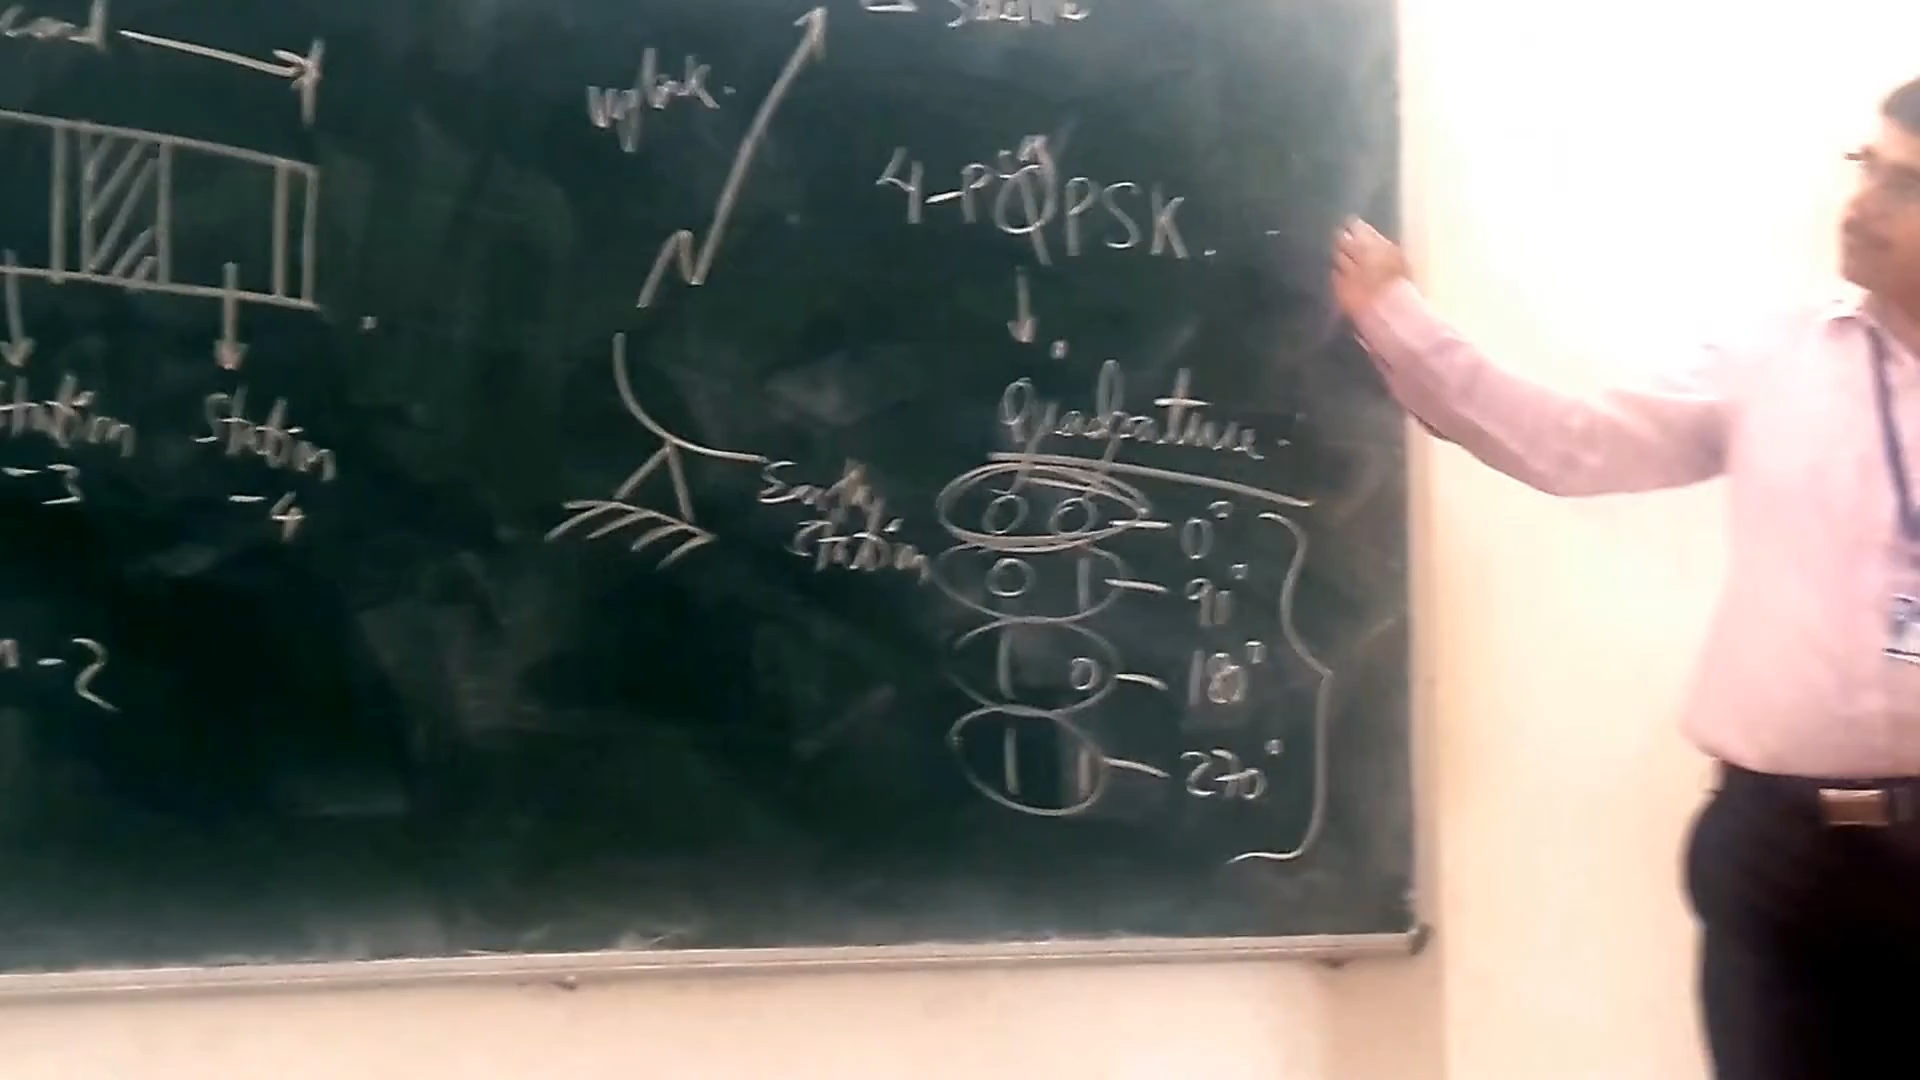 uplink.
4-PSK QPSK.
Quadrature.
0 0 – 0°
0 1 – 90°
1 0 – 180°
1 1 – 270°
Earth
Station
Station
-3
Station
-4
n-2